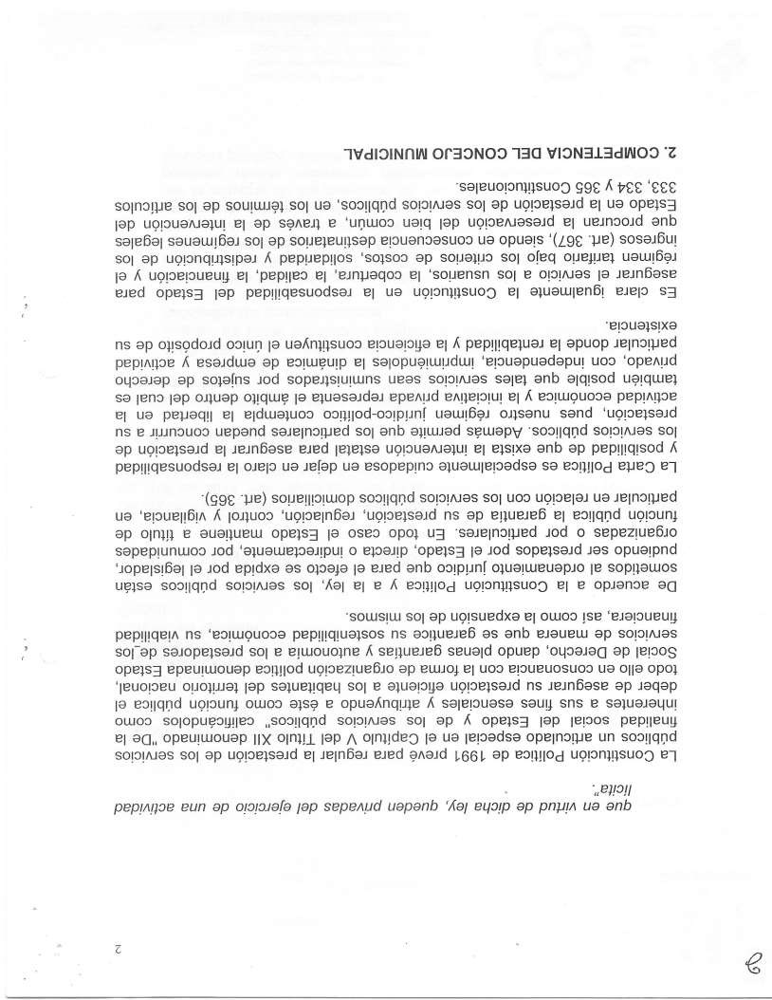 2
que en virtud de dicha ley, queden privadas del ejercicio de una actividad
licita".
La Constitución Política de 1991 prevé para regular la prestación de los servicios
públicos un articulado especial en el Capítulo V del Título XII denominado "De la
finalidad social del Estado y de los servicios públicos" calificándolos como
inherentes a sus fines esenciales y atribuyendo a éste como función pública el
deber de asegurar su prestación eficiente a los habitantes del territorio nacional,
todo ello en consonancia con la forma de organización política denominada Estado
Social de Derecho, dando plenas garantías y autonomía a los prestadores de los
servicios de manera que se garantice su sostenibilidad económica, su viabilidad
financiera, así como la expansión de los mismos.
De acuerdo a la Constitución Política y a la ley, los servicios públicos están
sometidos al ordenamiento jurídico que para el efecto se expida por el legislador,
pudiendo ser prestados por el Estado, directa o indirectamente, por comunidades
organizadas o por particulares. En todo caso el Estado mantiene a título de
función pública la garantía de su prestación, regulación, control y vigilancia, en
particular en relación con los servicios públicos domiciliarios (art. 365).
La Carta Política es especialmente cuidadosa en dejar en claro la responsabilidad
y posibilidad de que exista la intervención estatal para asegurar la prestación de
los servicios públicos. Además permite que los particulares puedan concurrir a su
prestación, pues nuestro régimen jurídico-político contempla la libertad en la
actividad económica y la iniciativa privada representa el ámbito dentro del cual es
también posible que tales servicios sean suministrados por sujetos de derecho
privado, con independencia, imprimiéndoles la dinámica de empresa y actividad
particular donde la rentabilidad y la eficiencia constituyen el único propósito de su
existencia.
Es clara igualmente la Constitución en la responsabilidad del Estado para
asegurar el servicio a los usuarios, la cobertura, la calidad, la financiación y el
régimen tarifario bajo los criterios de costos, solidaridad y redistribución de los
ingresos (art. 367), siendo en consecuencia destinatarios de los regímenes legales
que procuran la preservación del bien común, a través de la intervención del
Estado en la prestación de los servicios públicos, en los términos de los artículos
333, 334 y 365 Constitucionales.
2. COMPETENCIA DEL CONCEJO MUNICIPAL